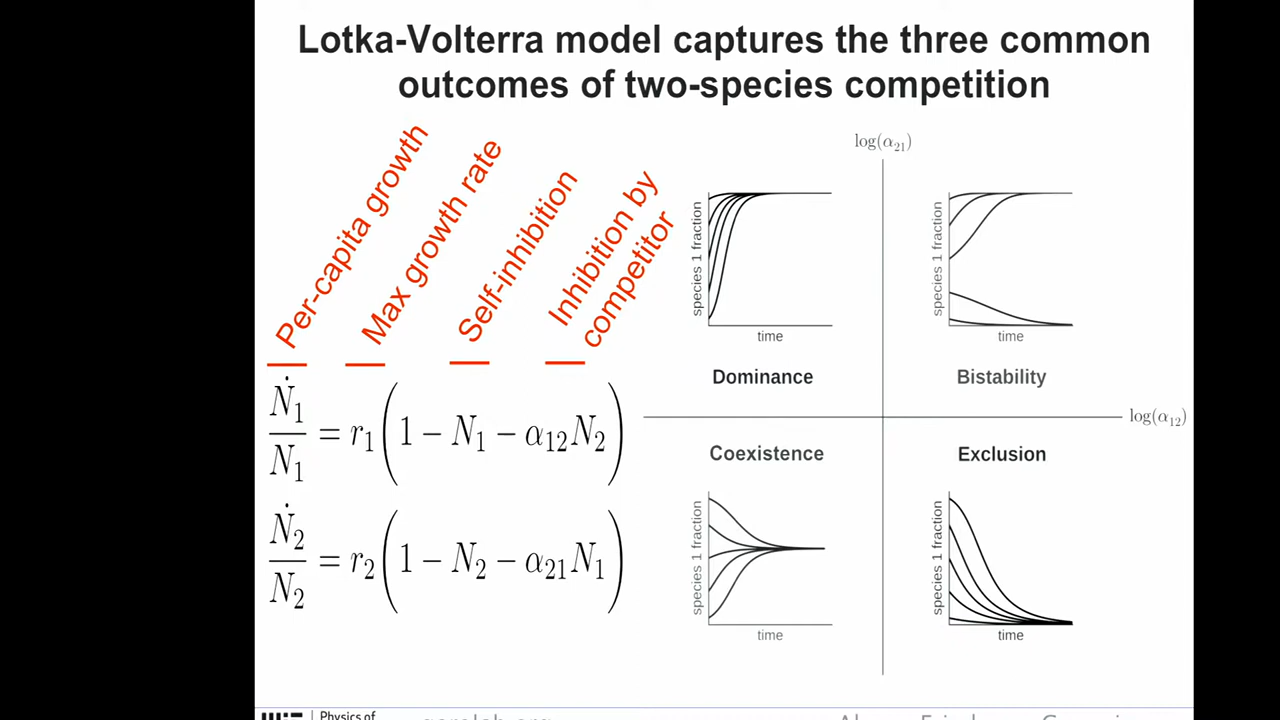 Lotka-Volterra model captures the three common
outcomes of two-species competition
Per-capita growth
Max growth rate
Self-inhibition
Inhibition by
competitor
Ṅ₁/N₁ = r₁(1 − N₁ − α₁₂N₂)
Ṅ₂/N₂ = r₂(1 − N₂ − α₂₁N₁)
log(α₂₁)
species 1 fraction
time
Dominance
species 1 fraction
time
Bistability
log(α₁₂)
Coexistence
species 1 fraction
time
Exclusion
species 1 fraction
time
Physics of